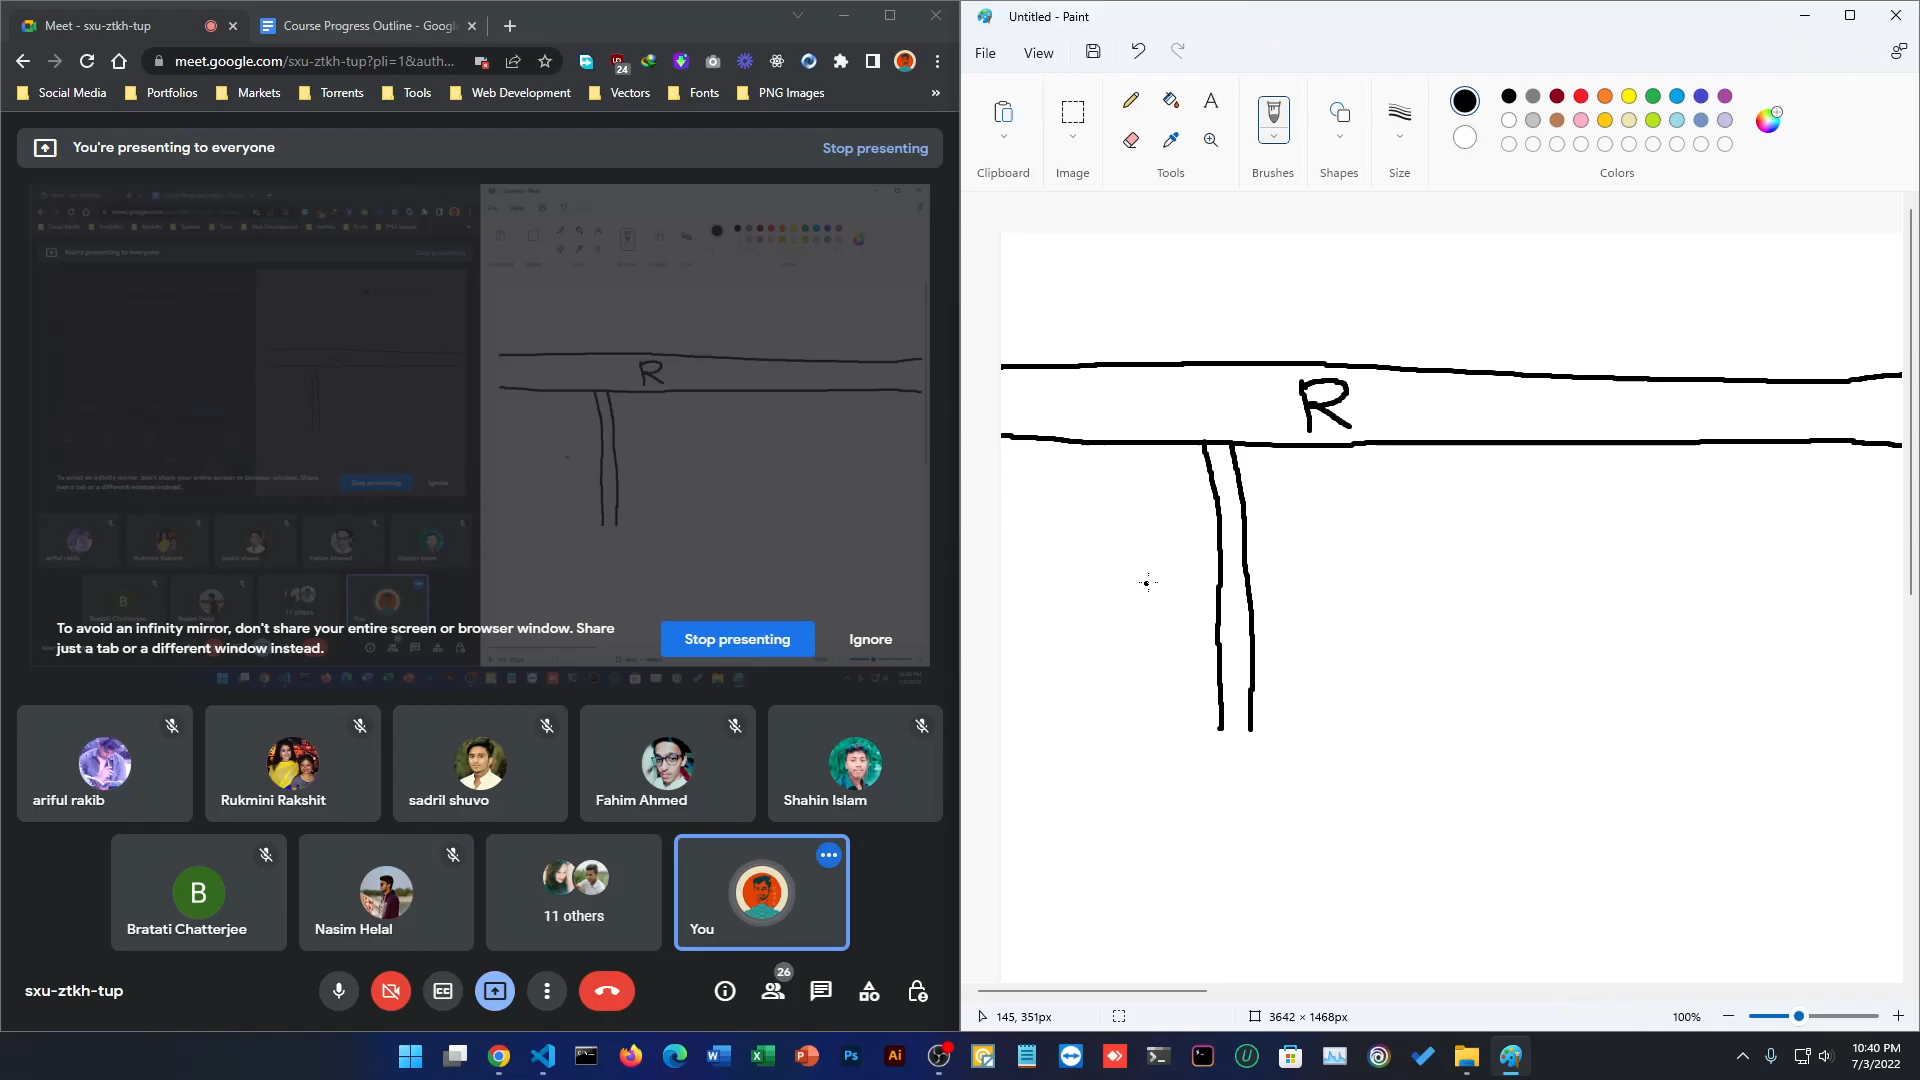 Meet - sxu-ztkh-tup
Course Progress Outline - Google
meet.google.com/sxu-ztkh-tup?pli=1&auth...
24
Social Media
Portfolios
Markets
Torrents
Tools
Web Development
Vectors
Fonts
PNG Images
»
You're presenting to everyone
Stop presenting
R
To avoid an infinity mirror, don't share your entire screen or browser window. Share
just a tab or a different window instead.
Stop presenting
Ignore
ariful rakib
Rukmini Rakshit
sadril shuvo
Fahim Ahmed
Shahin Islam
B
Bratati Chatterjee
Nasim Helal
11 others
You
sxu-ztkh-tup
26
Untitled - Paint
File
View
Clipboard
Image
Tools
Brushes
Shapes
Size
Colors
R
145, 351px
3642 × 1468px
100%
10:40 PM
7/3/2022